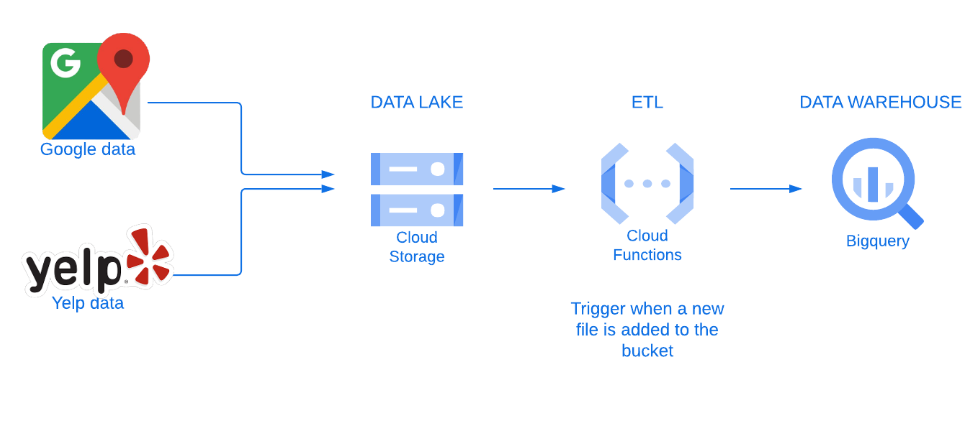 G
Google data
yelp
Yelp data
DATA LAKE
Cloud
Storage
ETL
Cloud
Functions
Trigger when a new
file is added to the
bucket
DATA WAREHOUSE
Bigquery